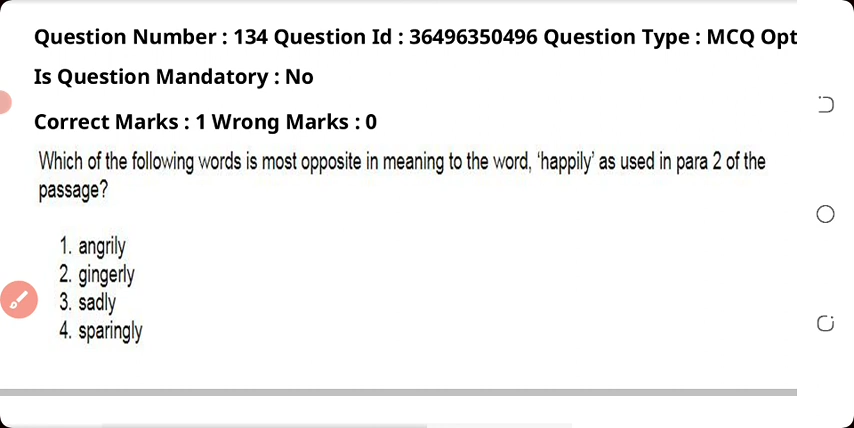 Question Number : 134 Question Id : 36496350496 Question Type : MCQ Opt
Is Question Mandatory : No
Correct Marks : 1 Wrong Marks : 0
Which of the following words is most opposite in meaning to the word, ‘happily’ as used in para 2 of the
passage?
1. angrily
2. gingerly
3. sadly
4. sparingly